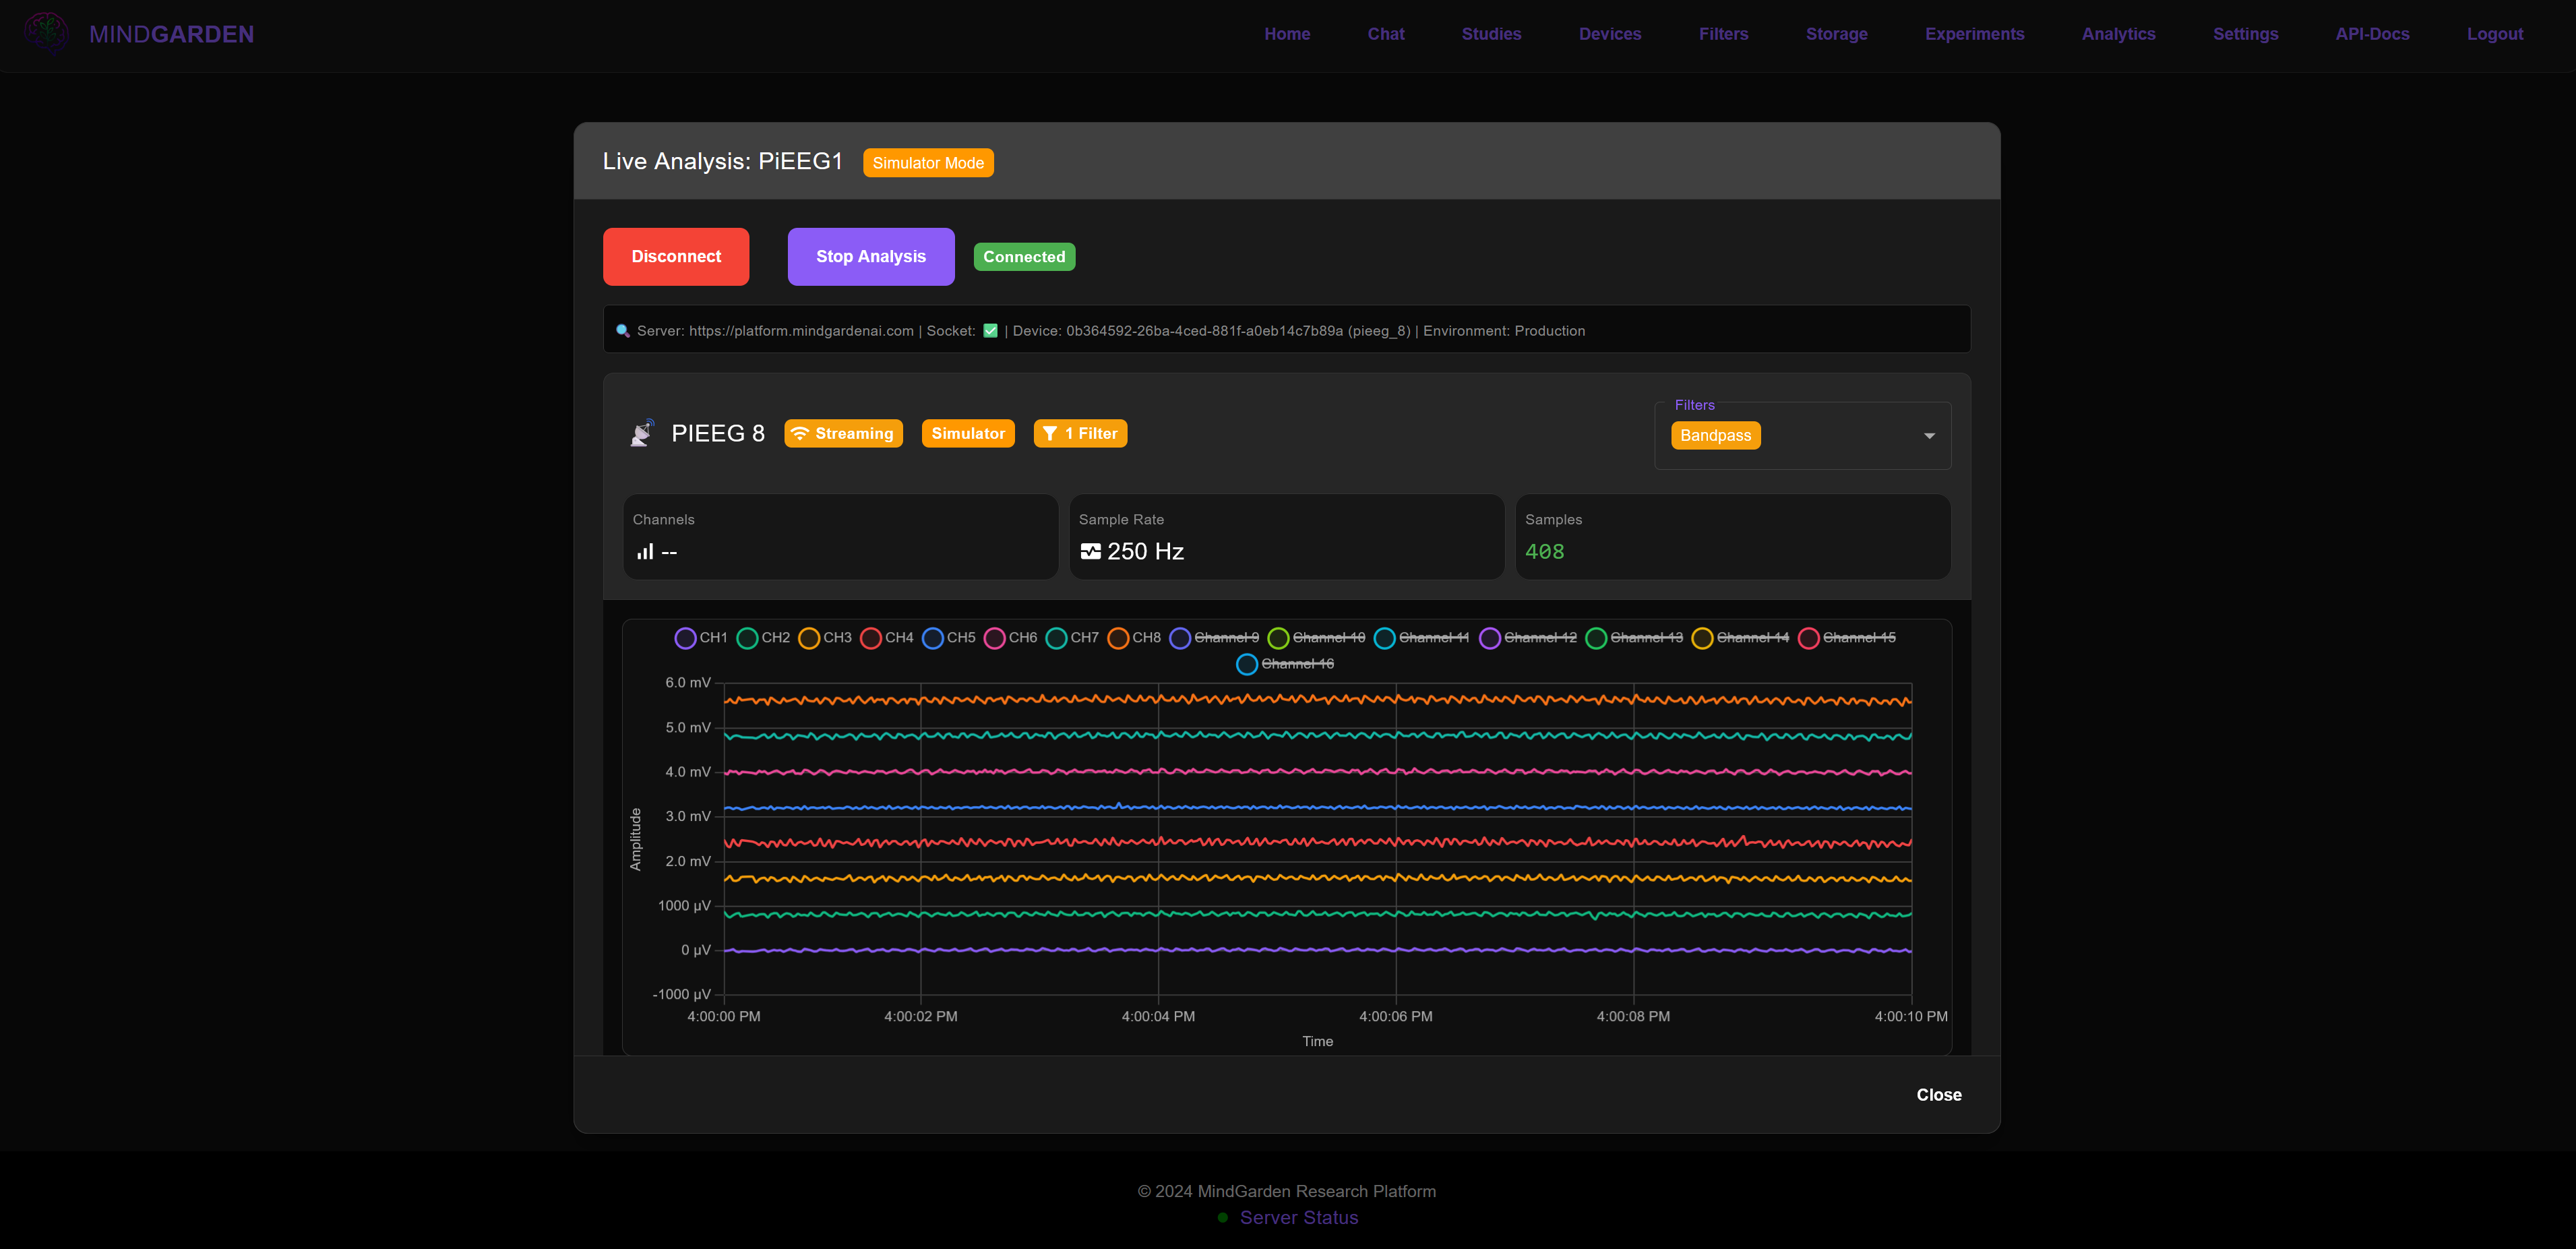 MINDGARDEN Home Chat Studies Devices Filters Storage Experiments Analytics Settings API-Docs Logout
Live Analysis: PiEEG1 Simulator Mode
Disconnect Stop Analysis Connected
Server: https://platform.mindgardenai.com | Socket: ✅ | Device: 0b364592-26ba-4ced-881f-a0eb14c7b89a (pieeg_8) | Environment: Production
Filters
PIEEG 8 Streaming Simulator 1 Filter Bandpass
Channels Sample Rate Samples
-- 250 Hz 408
CH1 CH2 CH3 CH4 CH5 CH6 CH7 CH8 Channel 9 Channel 10 Channel 11 Channel 12 Channel 13 Channel 14 Channel 15
Channel 16
6.0 mV
5.0 mV
4.0 mV
3.0 mV
2.0 mV
1000 µV
0 µV
-1000 µV
Amplitude
4:00:00 PM 4:00:02 PM 4:00:04 PM 4:00:06 PM 4:00:08 PM 4:00:10 PM
Time
Close
© 2024 MindGarden Research Platform
Server Status